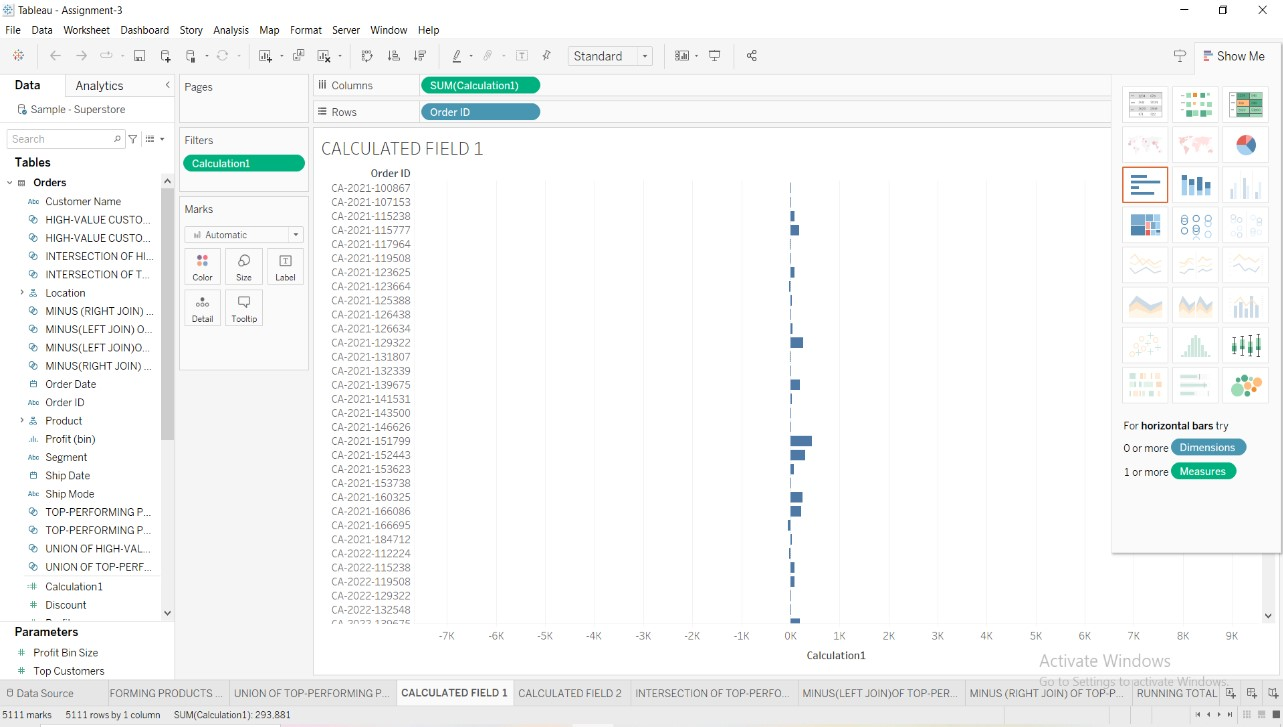 Tableau - Assignment-3
File Data Worksheet Dashboard Story Analysis Map Format Server Window Help
Standard
Show Me
Data Analytics
Sample - Superstore
Search
Tables
Orders
Customer Name
HIGH-VALUE CUSTO...
HIGH-VALUE CUSTO...
INTERSECTION OF HI...
INTERSECTION OF T...
Location
MINUS (RIGHT JOIN) ...
MINUS(LEFT JOIN) O...
MINUS(LEFT JOIN)O...
MINUS(RIGHT JOIN) ...
Order Date
Order ID
Product
Profit (bin)
Segment
Ship Date
Ship Mode
TOP-PERFORMING P...
TOP-PERFORMING P...
UNION OF HIGH-VAL...
UNION OF TOP-PERF...
Calculation1
Discount
Parameters
Profit Bin Size
Top Customers
Pages
Filters
Calculation1
Marks
Automatic
Color Size Label
Detail Tooltip
Columns SUM(Calculation1)
Rows Order ID
CALCULATED FIELD 1
Order ID
CA-2021-100867
CA-2021-107153
CA-2021-115238
CA-2021-115777
CA-2021-117964
CA-2021-119508
CA-2021-123625
CA-2021-123664
CA-2021-125388
CA-2021-126438
CA-2021-126634
CA-2021-129322
CA-2021-131807
CA-2021-132339
CA-2021-139675
CA-2021-141531
CA-2021-143500
CA-2021-146626
CA-2021-151799
CA-2021-152443
CA-2021-153623
CA-2021-153738
CA-2021-160325
CA-2021-166086
CA-2021-166695
CA-2021-184712
CA-2022-112224
CA-2022-115238
CA-2022-119508
CA-2022-129322
CA-2022-132548
CA-2022-139675
-7K -6K -5K -4K -3K -2K -1K 0K 1K 2K 3K 4K 5K 6K 7K 8K 9K
Calculation1
For horizontal bars try
0 or more Dimensions
1 or more Measures
Activate Windows
Go to Settings to activate Windows.
Data Source FORMING PRODUCTS ... UNION OF TOP-PERFORMING P... CALCULATED FIELD 1 CALCULATED FIELD 2 INTERSECTION OF TOP-PERFO... MINUS(LEFT JOIN)OF TOP-PER... MINUS (RIGHT JOIN) OF TOP-P... RUNNING TOTAL
5111 marks 5111 rows by 1 column SUM(Calculation1): 293,881